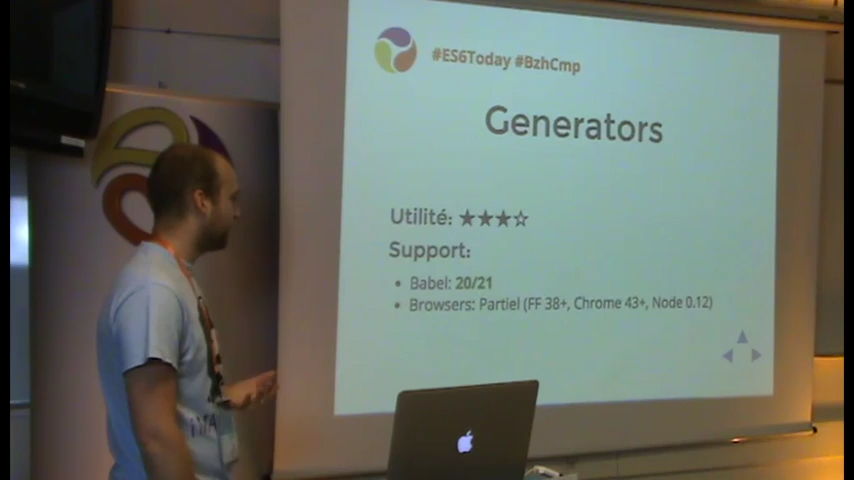 #ES6Today #BzhCmp
Generators
Utilité: ★★★☆
Support:
• Babel: 20/21
• Browsers: Partiel (FF 38+, Chrome 43+, Node 0.12)